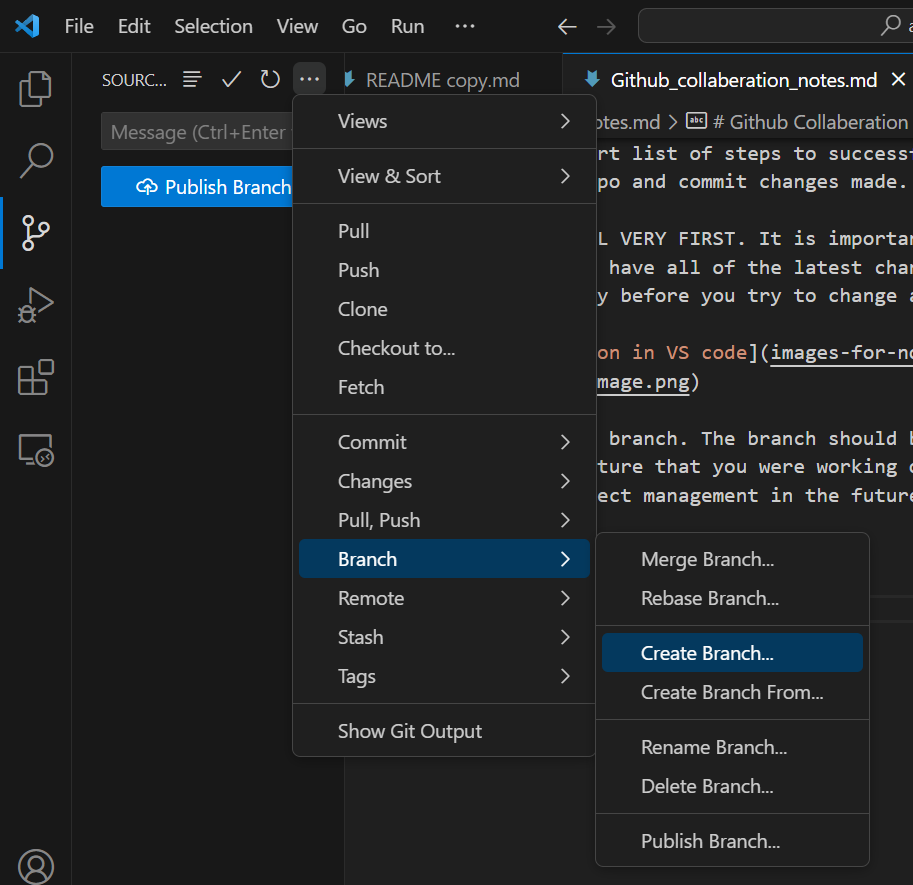 File Edit Selection View Go Run ···
SOURC...
README copy.md
Github_collaberation_notes.md
Message (Ctrl+Enter
Publish Branch
otes.md > # Github Collaboration
Views
View & Sort
Pull
Push
Clone
Checkout to...
Fetch
Commit
Changes
Pull, Push
Branch
Remote
Stash
Tags
Show Git Output
rt list of steps to success
po and commit changes made.
L VERY FIRST. It is importa
have all of the latest cha
y before you try to change
on in VS code](images-for-n
mage.png)
branch. The branch should
ture that you were working
ect management in the future
Merge Branch...
Rebase Branch...
Create Branch...
Create Branch From...
Rename Branch...
Delete Branch...
Publish Branch...